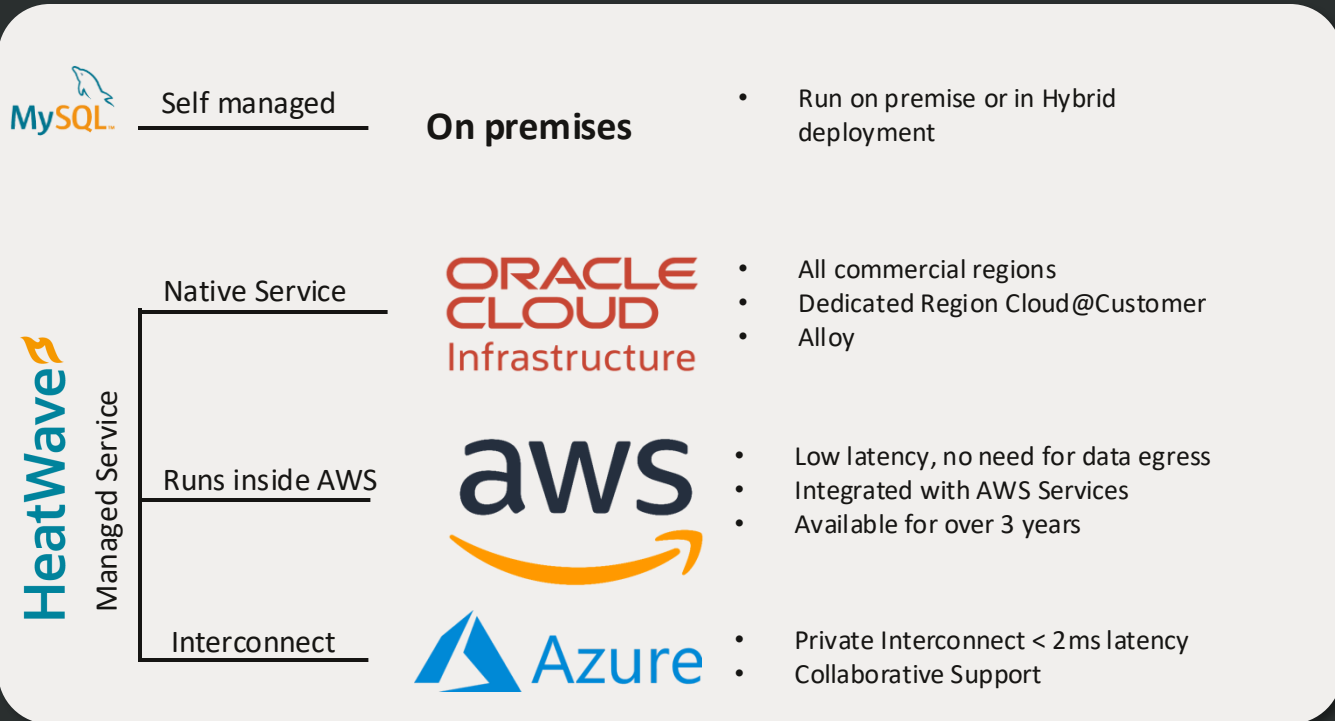 MySQL™
Self managed
On premises
• Run on premise or in Hybrid
deployment
HeatWave
Managed Service
Native Service
ORACLE
CLOUD
Infrastructure
• All commercial regions
• Dedicated Region Cloud@Customer
• Alloy
Runs inside AWS
aws
• Low latency, no need for data egress
• Integrated with AWS Services
• Available for over 3 years
Interconnect
Azure
• Private Interconnect < 2ms latency
• Collaborative Support